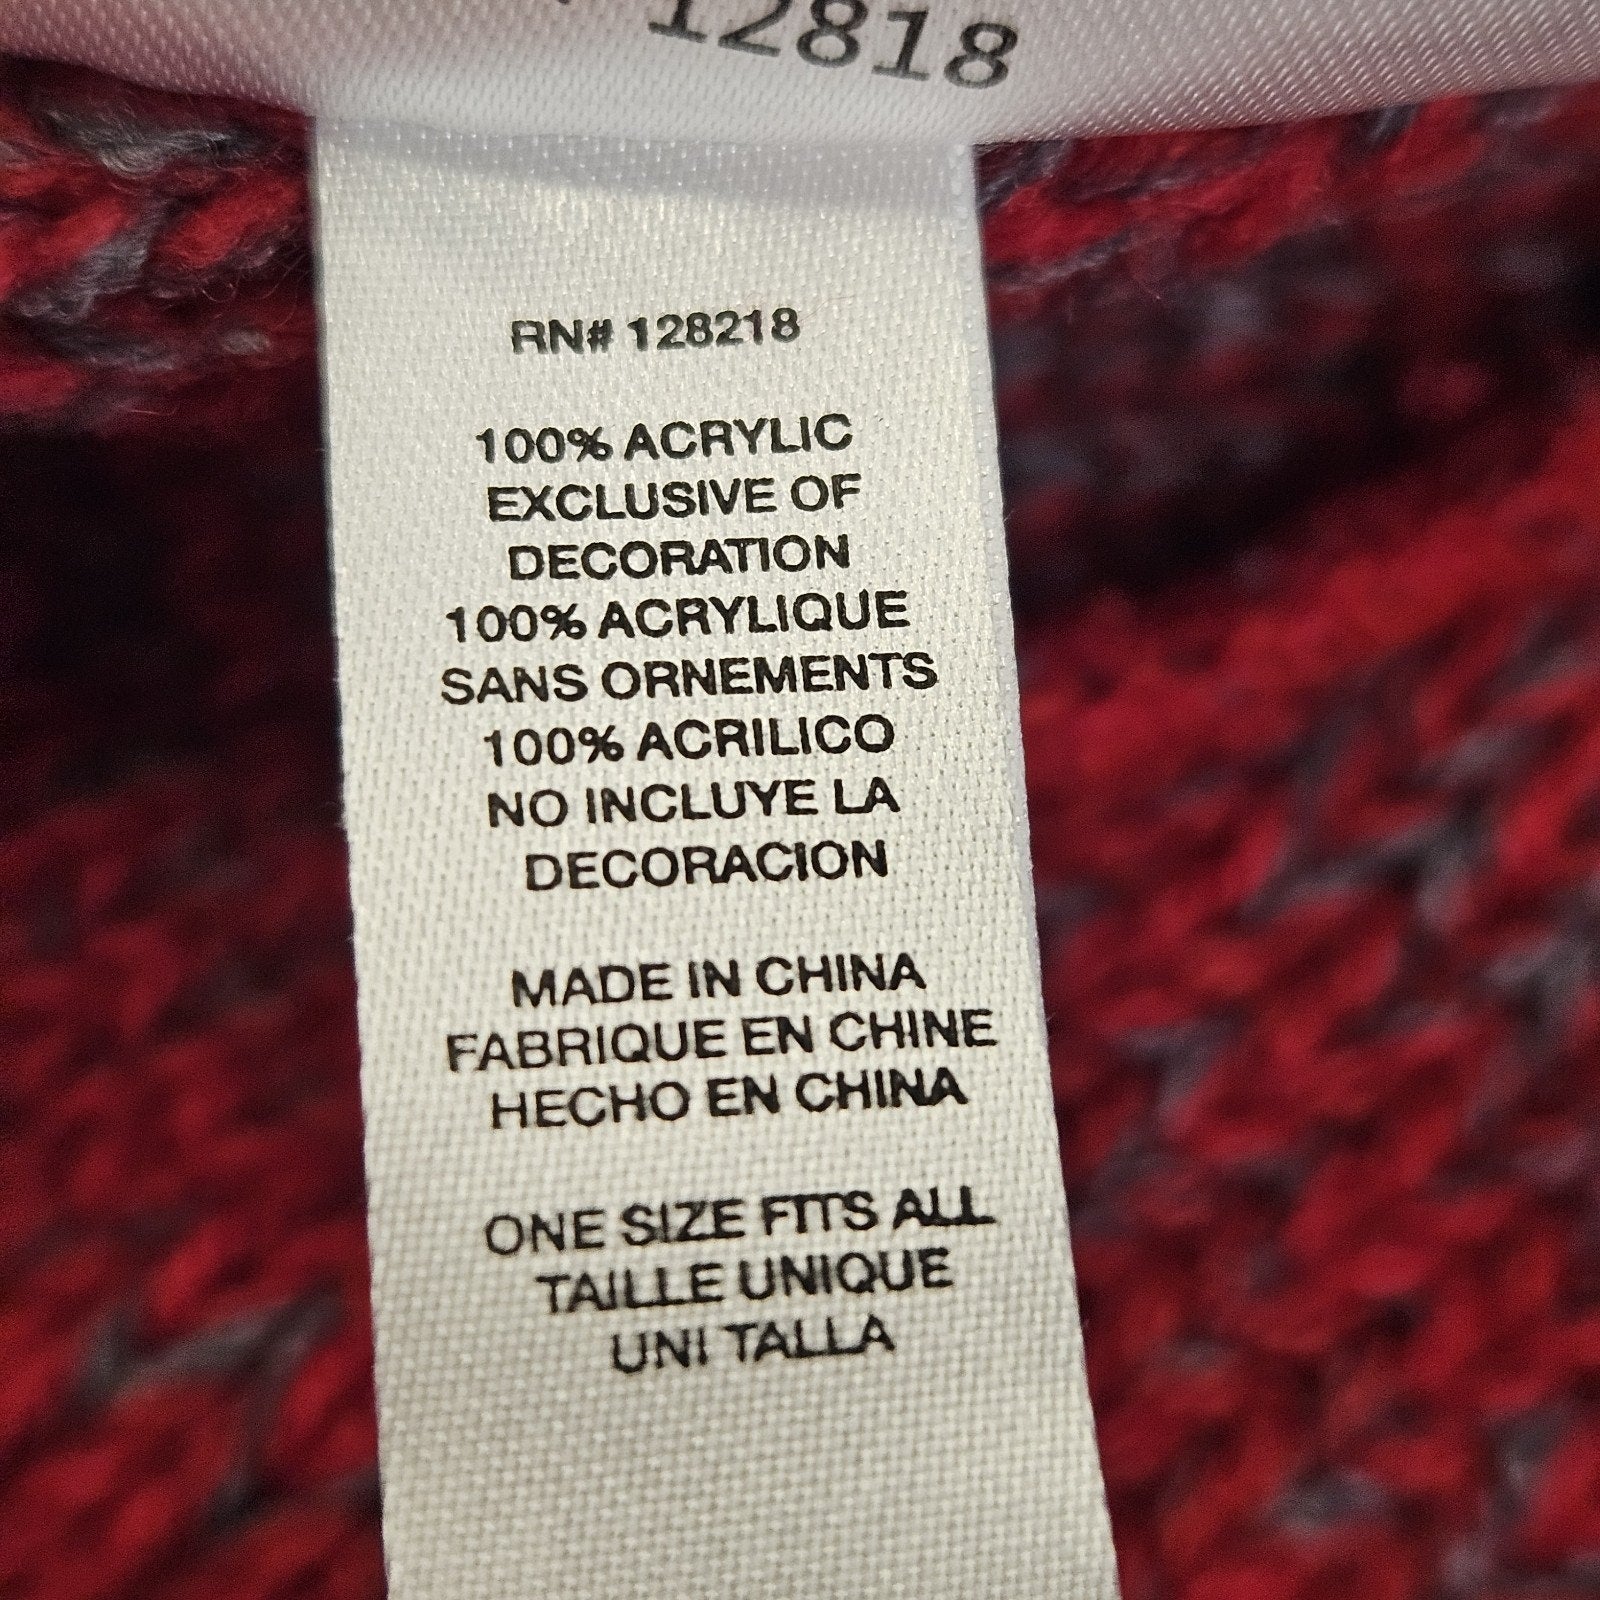 12818
RN# 128218
100% ACRYLIC
EXCLUSIVE OF
DECORATION
100% ACRYLIQUE
SANS ORNEMENTS
100% ACRILICO
NO INCLUYE LA
DECORACION
MADE IN CHINA
FABRIQUE EN CHINE
HECHO EN CHINA
ONE SIZE FITS ALL
TAILLE UNIQUE
UNI TALLA